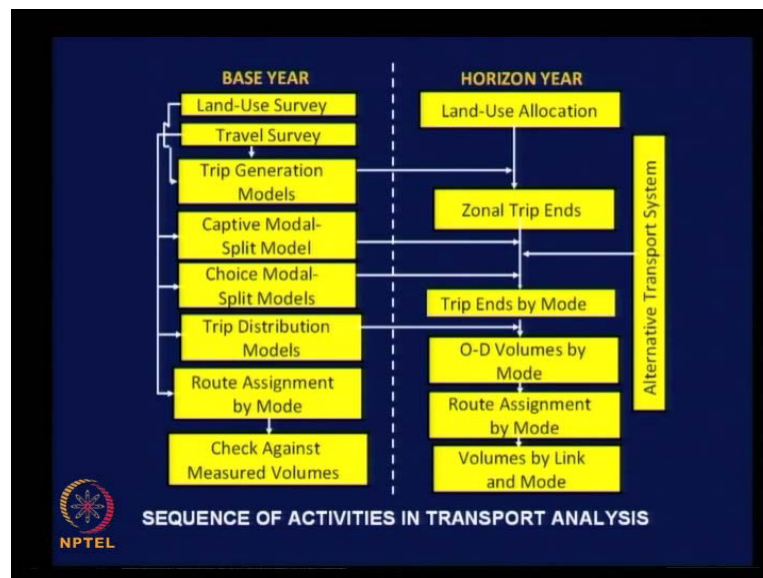 BASE YEAR
Land-Use Survey
Travel Survey
Trip Generation
Models
Captive Modal-
Split Model
Choice Modal-
Split Models
Trip Distribution
Models
Route Assignment
by Mode
Check Against
Measured Volumes
HORIZON YEAR
Land-Use Allocation
Zonal Trip Ends
Trip Ends by Mode
O-D Volumes by
Mode
Route Assignment
by Mode
Volumes by Link
and Mode
Alternative Transport System
SEQUENCE OF ACTIVITIES IN TRANSPORT ANALYSIS
NPTEL